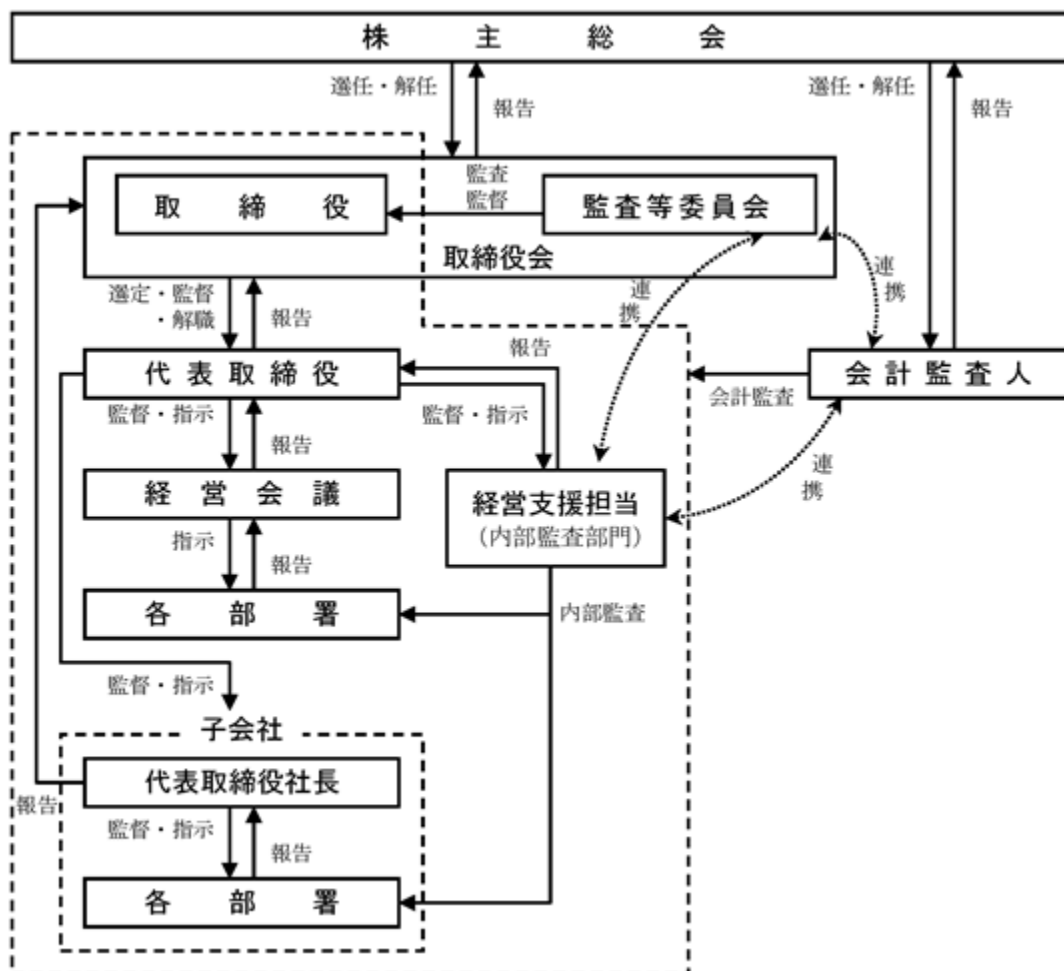 株主総会
選任・解任
報告
選任・解任
報告
監査
監督
取締役
監査等委員会
取締役会
連
携
連
携
選定・監督
・解職
報告
報告
代表取締役
会計監査人
監督・指示
報告
監督・指示
会計監査
連
携
経営会議
経営支援担当
（内部監査部門）
指示
報告
各部署
内部監査
監督・指示
子会社
代表取締役社長
報告
監督・指示
報告
各部署